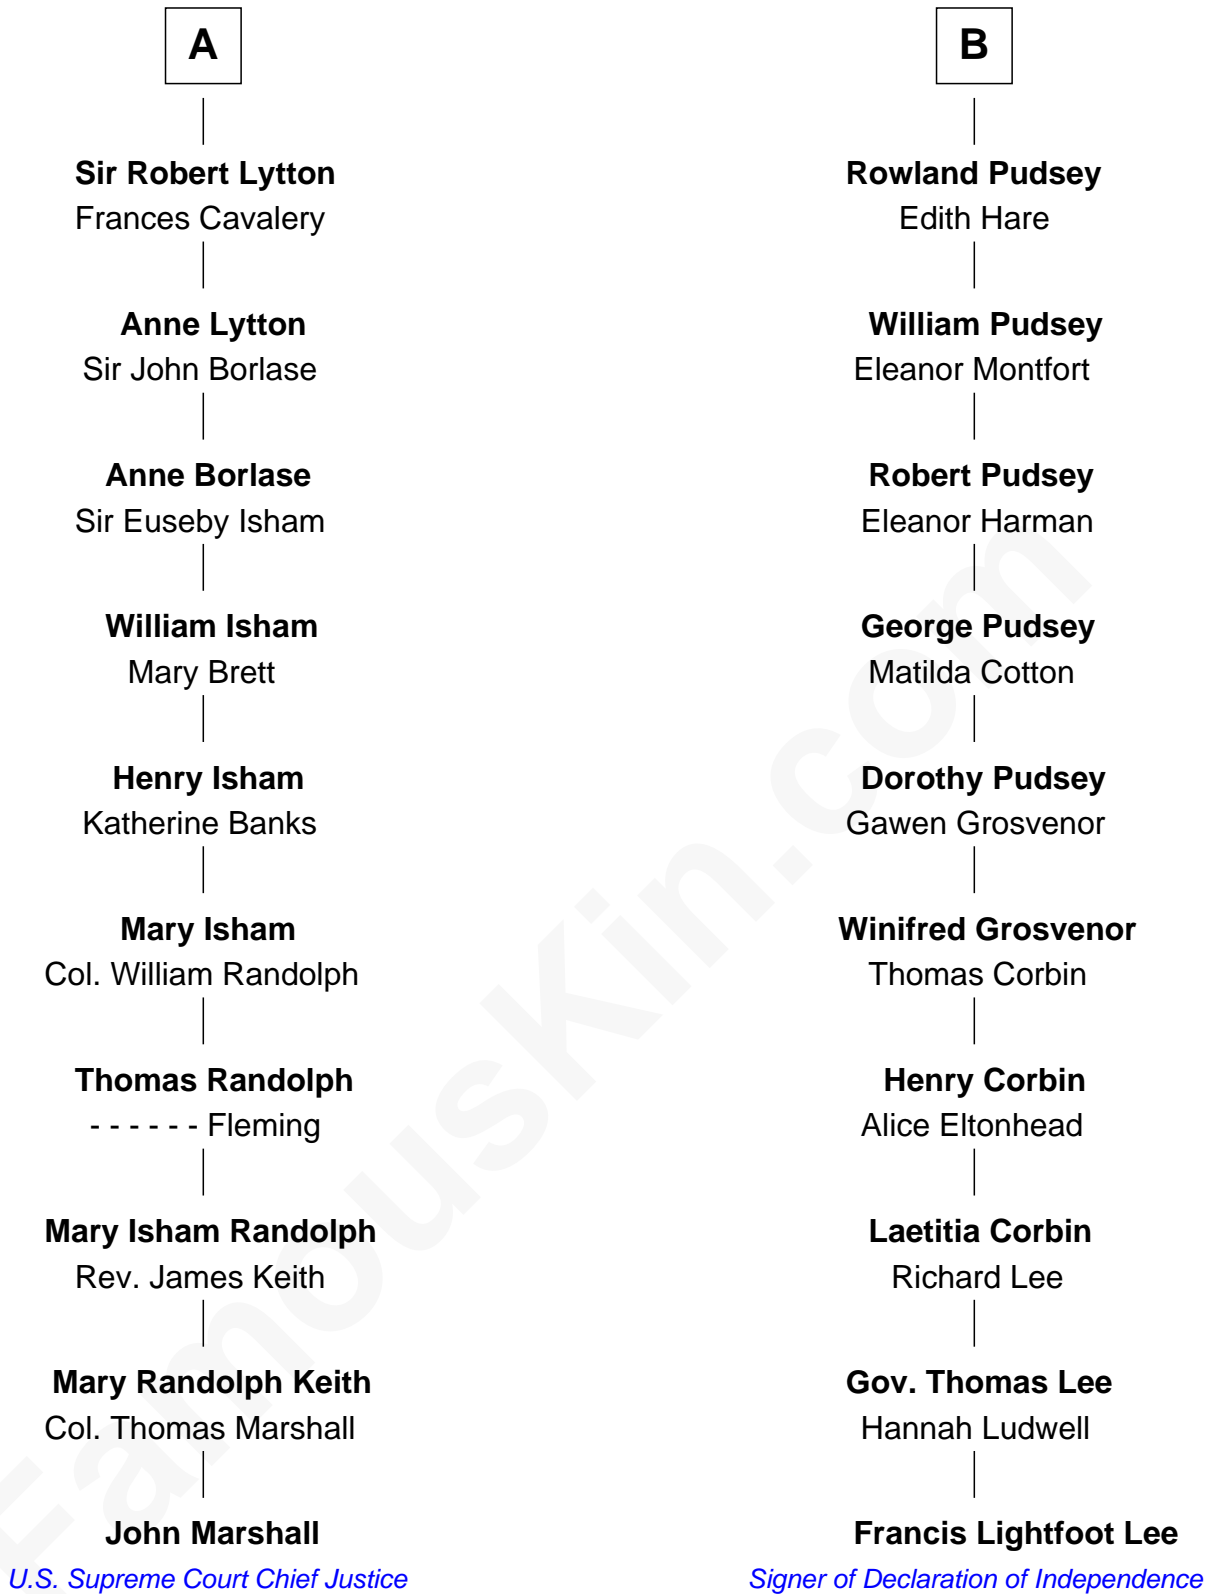 A
Sir Robert Lytton
Frances Cavalery
Anne Lytton
Sir John Borlase
Anne Borlase
Sir Euseby Isham
William Isham
Mary Brett
Henry Isham
Katherine Banks
Mary Isham
Col. William Randolph
Thomas Randolph
- - - - - - Fleming
Mary Isham Randolph
Rev. James Keith
Mary Randolph Keith
Col. Thomas Marshall
John Marshall
U.S. Supreme Court Chief Justice
B
Rowland Pudsey
Edith Hare
William Pudsey
Eleanor Montfort
Robert Pudsey
Eleanor Harman
George Pudsey
Matilda Cotton
Dorothy Pudsey
Gawen Grosvenor
Winifred Grosvenor
Thomas Corbin
Henry Corbin
Alice Eltonhead
Laetitia Corbin
Richard Lee
Gov. Thomas Lee
Hannah Ludwell
Francis Lightfoot Lee
Signer of Declaration of Independence
FamousKin.com